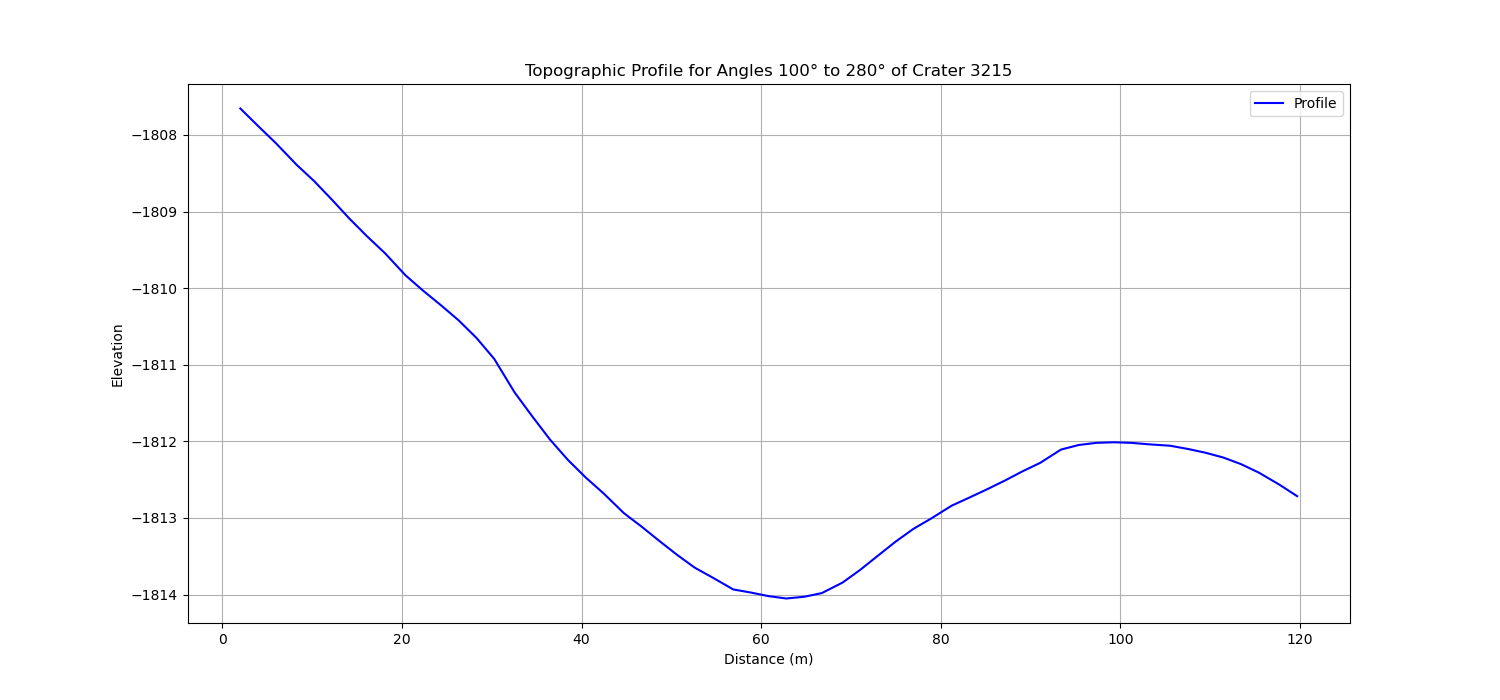 Topographic Profile for Angles 100° to 280° of Crater 3215
Profile
−1808
−1809
−1810
−1811
−1812
−1813
−1814
Elevation
0 20 40 60 80 100 120
Distance (m)